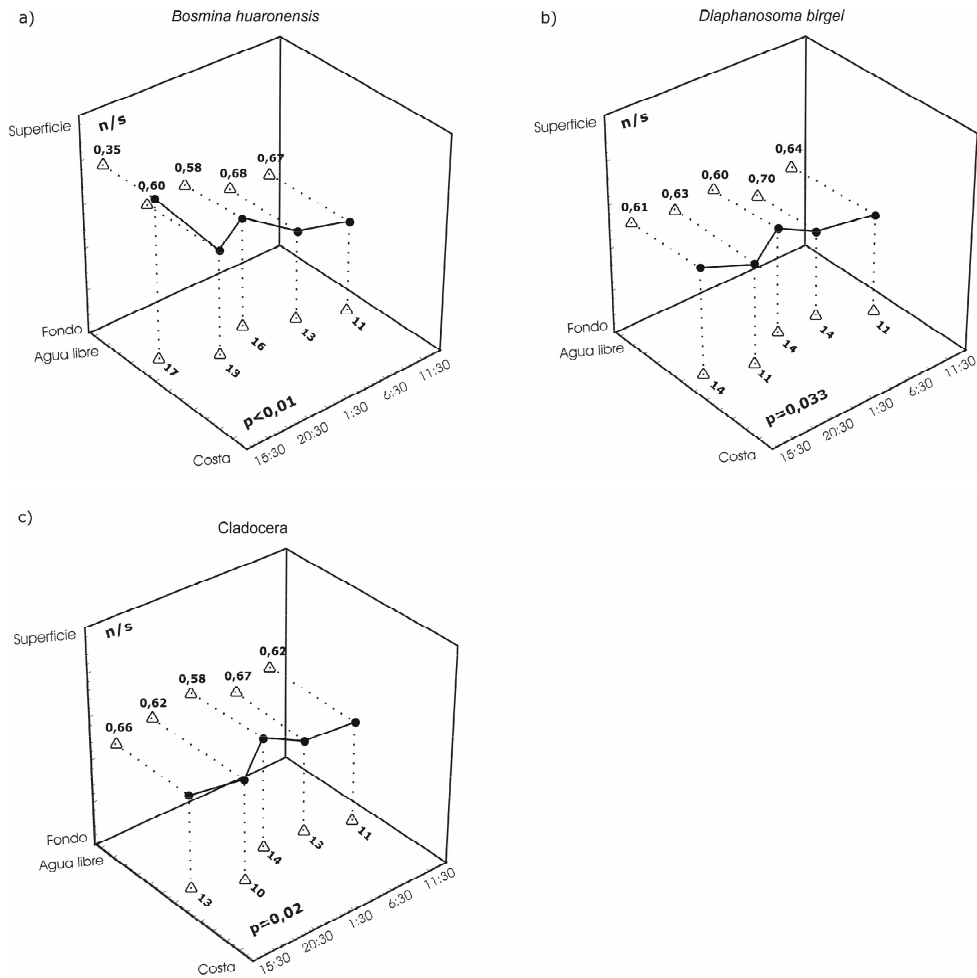 a)
Bosmina huaronensis
Superficie
n/s
0,35
0,60
0,58
0,68
0,67
Fondo
Agua libre
17
13
16
13
11
p<0,01
Costa
15:30
20:30
1:30
6:30
11:30
b)
Diaphanosoma birgei
Superficie
n/s
0,61
0,63
0,60
0,70
0,64
Fondo
Agua libre
14
11
14
14
11
p=0,033
Costa
15:30
20:30
1:30
6:30
11:30
c)
Cladocera
Superficie
n/s
0,66
0,62
0,58
0,67
0,62
Fondo
Agua libre
13
10
14
13
11
p=0,02
Costa
15:30
20:30
1:30
6:30
11:30